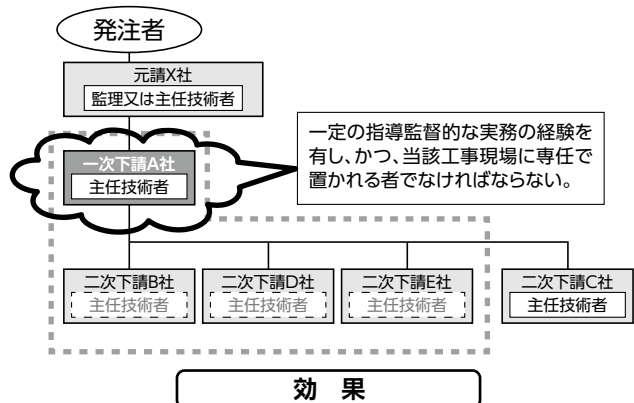 発注者
元請X社
監理又は主任技術者
一次下請A社
主任技術者
一定の指導監督的な実務の経験を
有し、かつ、当該工事現場に専任で
置かれる者でなければならない。
二次下請B社
主任技術者
二次下請D社
主任技術者
二次下請E社
主任技術者
二次下請C社
主任技術者
効 果